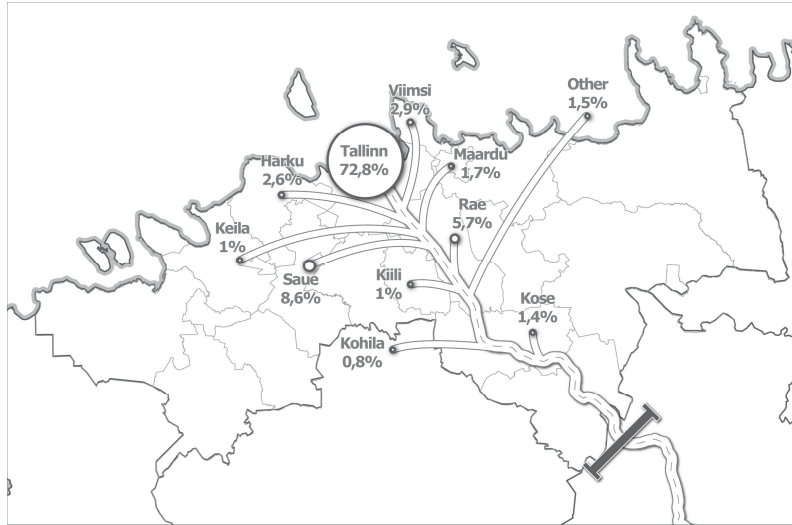 Viimsi
2,9%
Other
1,5%
Tallinn
72,8%
Maardu
1,7%
Harku
2,6%
Rae
5,7%
Keila
1%
Saue
8,6%
Kiili
1%
Kose
1,4%
Kohila
0,8%